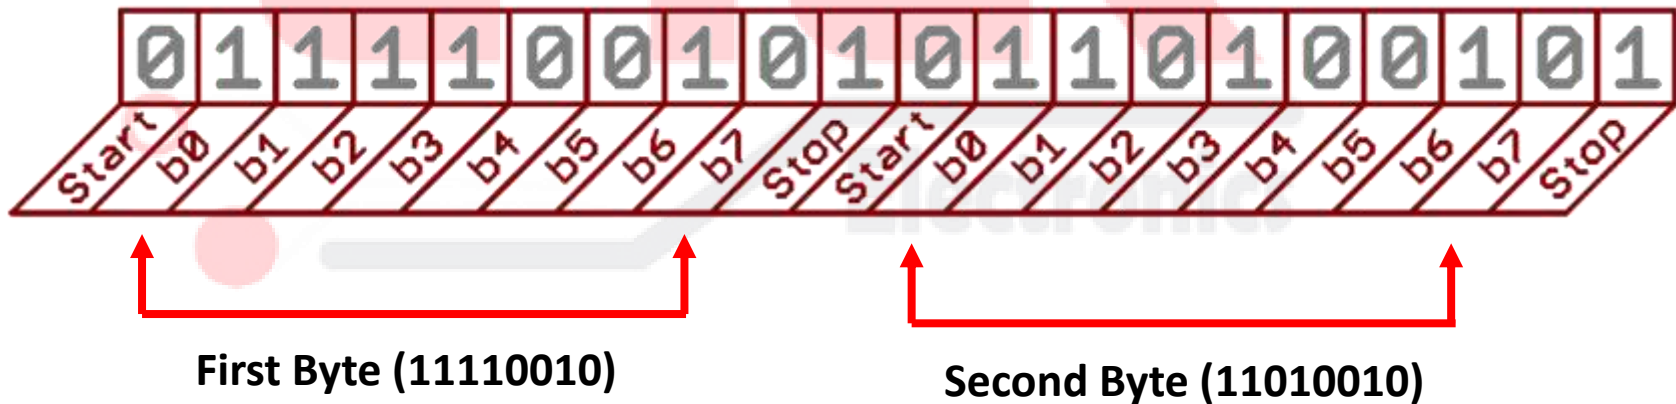 0 1 1 1 1 0 0 1 0 1 0 1 1 0 1 0 0 1 0 1
Start b0 b1 b2 b3 b4 b5 b6 b7 Stop Start b0 b1 b2 b3 b4 b5 b6 b7 Stop
Electronics
First Byte (11110010)
Second Byte (11010010)